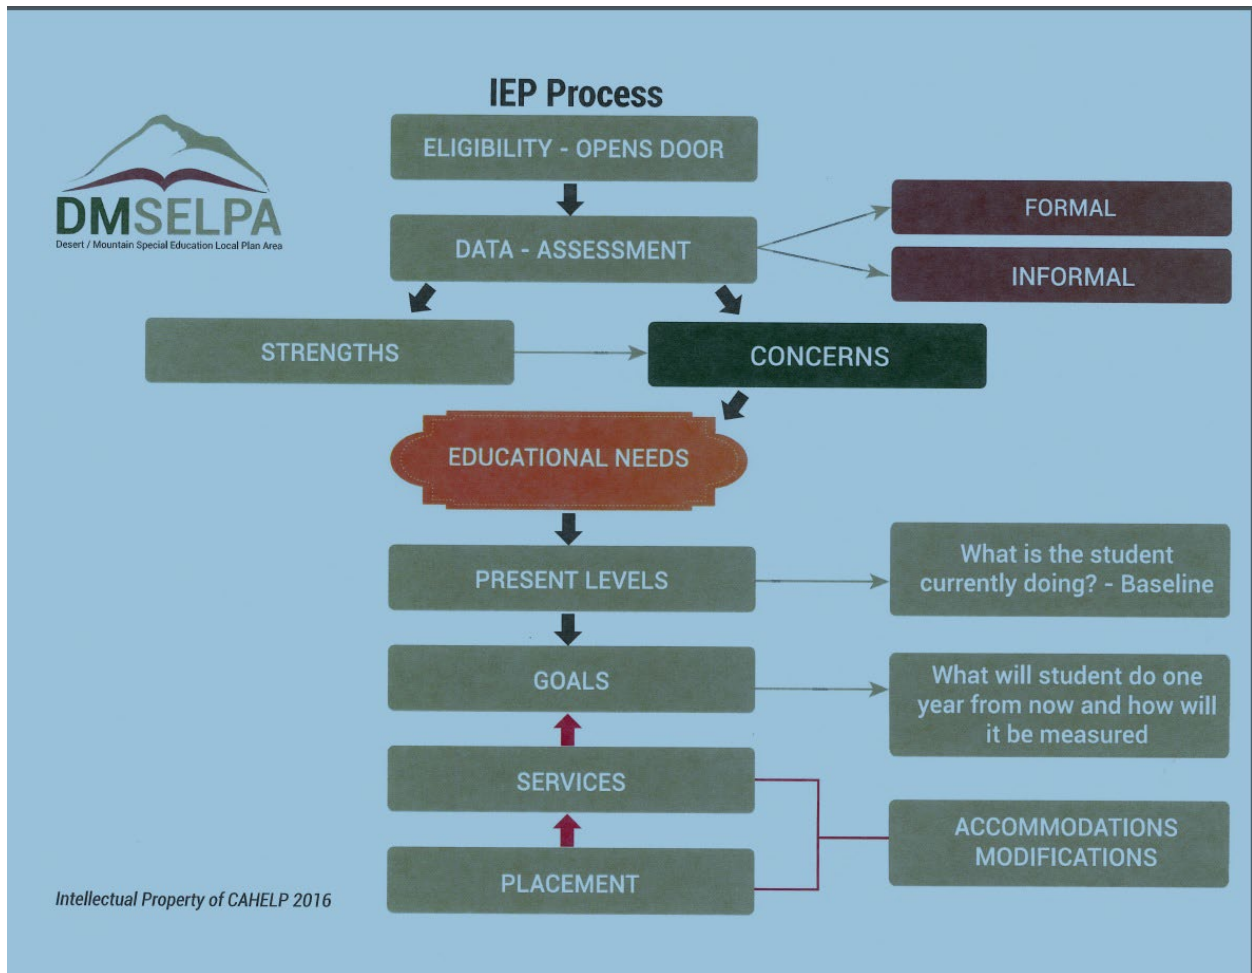 IEP Process
ELIGIBILITY - OPENS DOOR
DMSELPA
Desert / Mountain Special Education Local Plan Area
DATA - ASSESSMENT
FORMAL
INFORMAL
STRENGTHS
CONCERNS
EDUCATIONAL NEEDS
PRESENT LEVELS
What is the student
currently doing? - Baseline
GOALS
What will student do one
year from now and how will
it be measured
SERVICES
ACCOMMODATIONS
MODIFICATIONS
PLACEMENT
Intellectual Property of CAHELP 2016